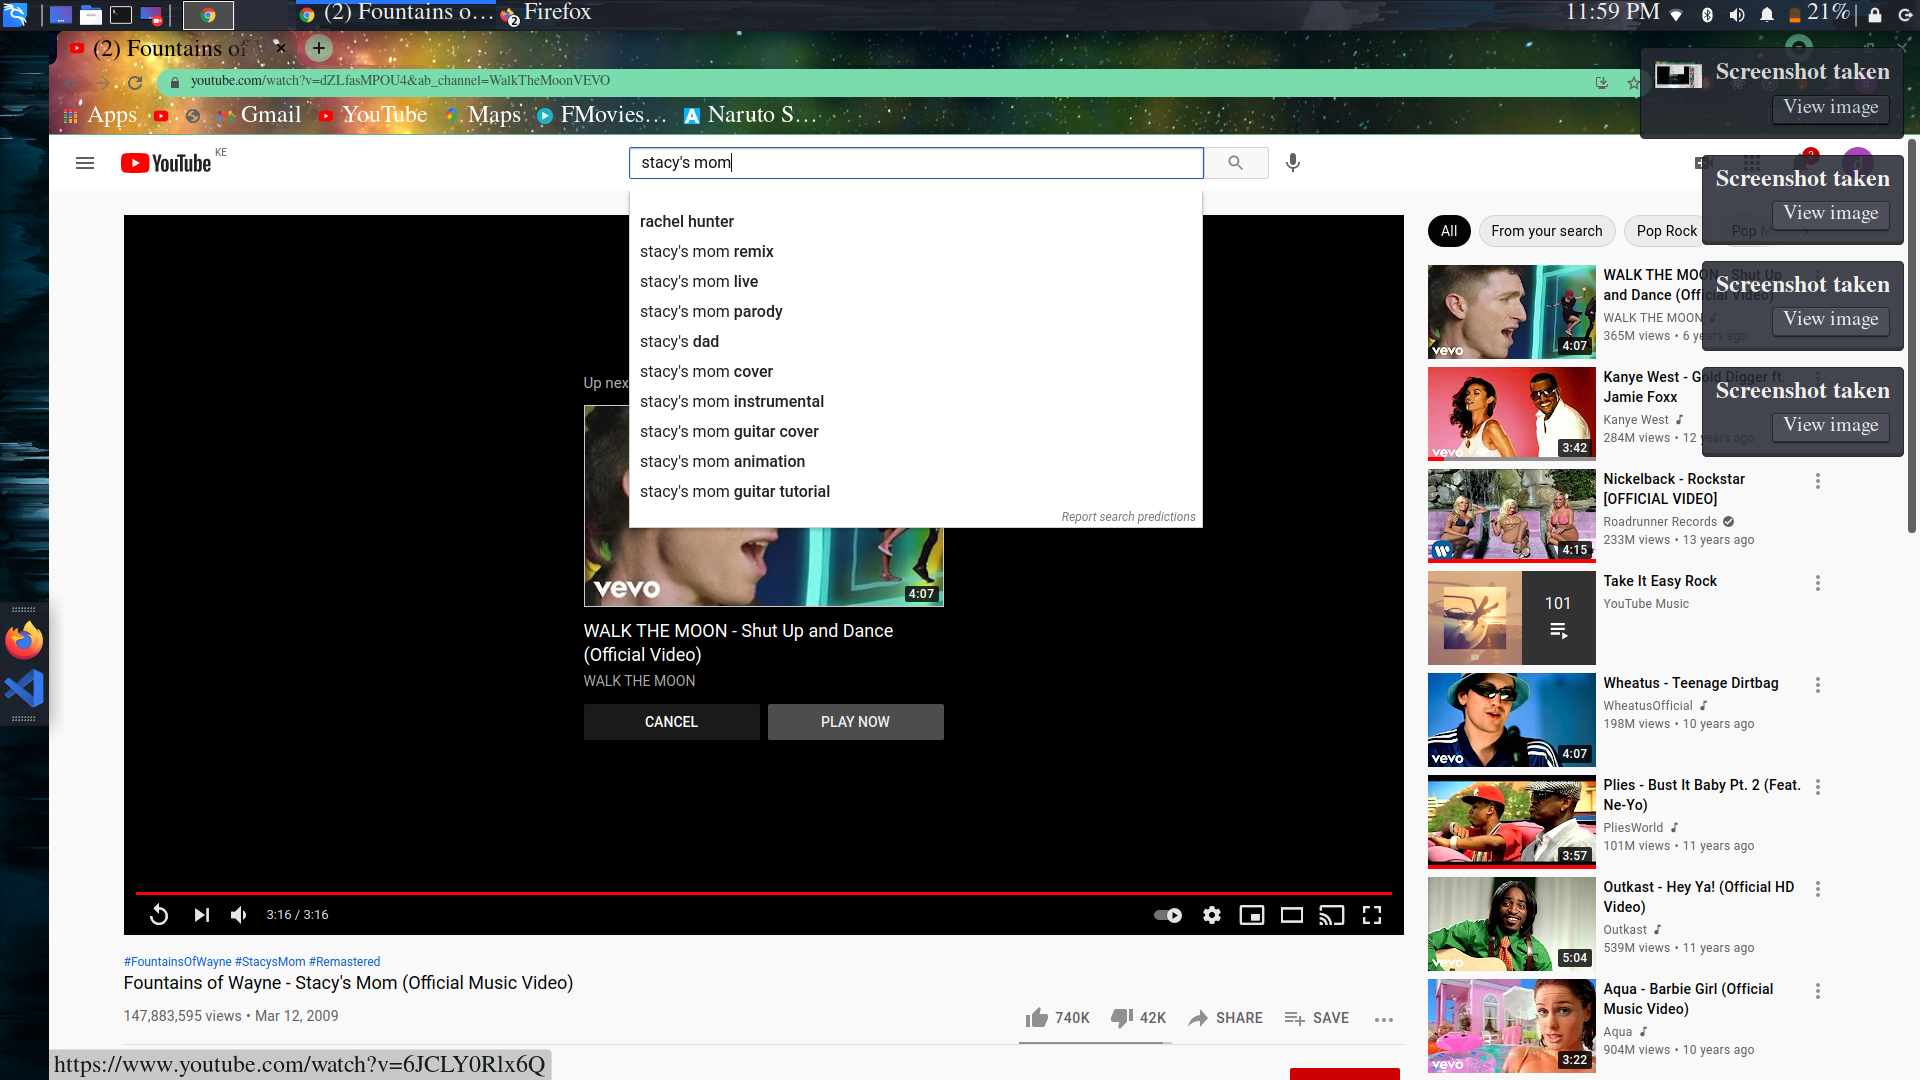 (2) Fountains o...
2
Firefox
11:59 PM
21%
(2) Fountains of
youtube.com/watch?v=dZLfasMPOU4&ab_channel=WalkTheMoonVEVO
Apps
Gmail
YouTube
Maps
FMovies...
Naruto S...
Screenshot taken
View image
Screenshot taken
View image
Screenshot taken
View image
Screenshot taken
View image
YouTube
KE
stacy's mom
2
rachel hunter
stacy's mom remix
stacy's mom live
stacy's mom parody
stacy's dad
stacy's mom cover
stacy's mom instrumental
stacy's mom guitar cover
stacy's mom animation
stacy's mom guitar tutorial
Report search predictions
Up nex
vevo
4:07
WALK THE MOON - Shut Up and Dance
(Official Video)
WALK THE MOON
CANCEL
PLAY NOW
3:16 / 3:16
#FountainsOfWayne #StacysMom #Remastered
Fountains of Wayne - Stacy's Mom (Official Music Video)
147,883,595 views • Mar 12, 2009
740K
42K
SHARE
SAVE
https://www.youtube.com/watch?v=6JCLY0Rlx6Q
All
From your search
Pop Rock
vevo
4:07
WALK THE MOON - Shut Up
and Dance (Official Video)
WALK THE MOON
365M views • 6 years ago
vevo
3:42
Kanye West - Gold Digger ft.
Jamie Foxx
Kanye West
284M views • 12 years ago
4:15
Nickelback - Rockstar
[OFFICIAL VIDEO]
Roadrunner Records
233M views • 13 years ago
101
Take It Easy Rock
YouTube Music
vevo
4:07
Wheatus - Teenage Dirtbag
WheatusOfficial
198M views • 10 years ago
3:57
Plies - Bust It Baby Pt. 2 (Feat.
Ne-Yo)
PliesWorld
101M views • 11 years ago
vevo
5:04
Outkast - Hey Ya! (Official HD
Video)
Outkast
539M views • 11 years ago
vevo
3:22
Aqua - Barbie Girl (Official
Music Video)
Aqua
904M views • 10 years ago